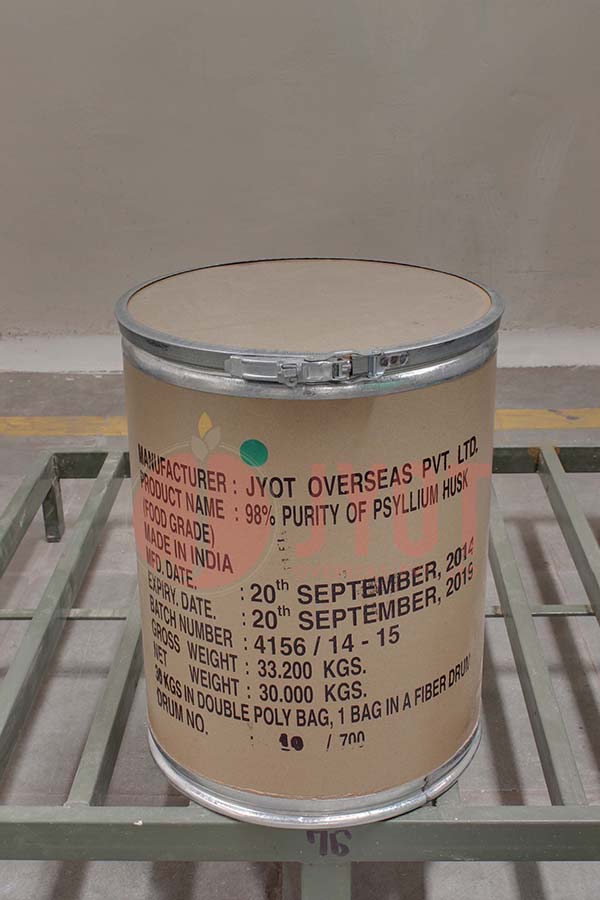 MANUFACTURER : JYOT OVERSEAS PVT. LTD.
PRODUCT NAME : 98% PURITY OF PSYLLIUM HUSK
(FOOD GRADE)
MADE IN INDIA
MFD. DATE. : 20th SEPTEMBER, 2014
EXPIRY. DATE. : 20th SEPTEMBER, 2019
BATCH NUMBER : 4156 / 14 - 15
GROSS WEIGHT : 33.200 KGS.
NET WEIGHT : 30.000 KGS.
30 KGS IN DOUBLE POLY BAG, 1 BAG IN A FIBER DRUM
DRUM NO. : 10 / 700
76
JYOT